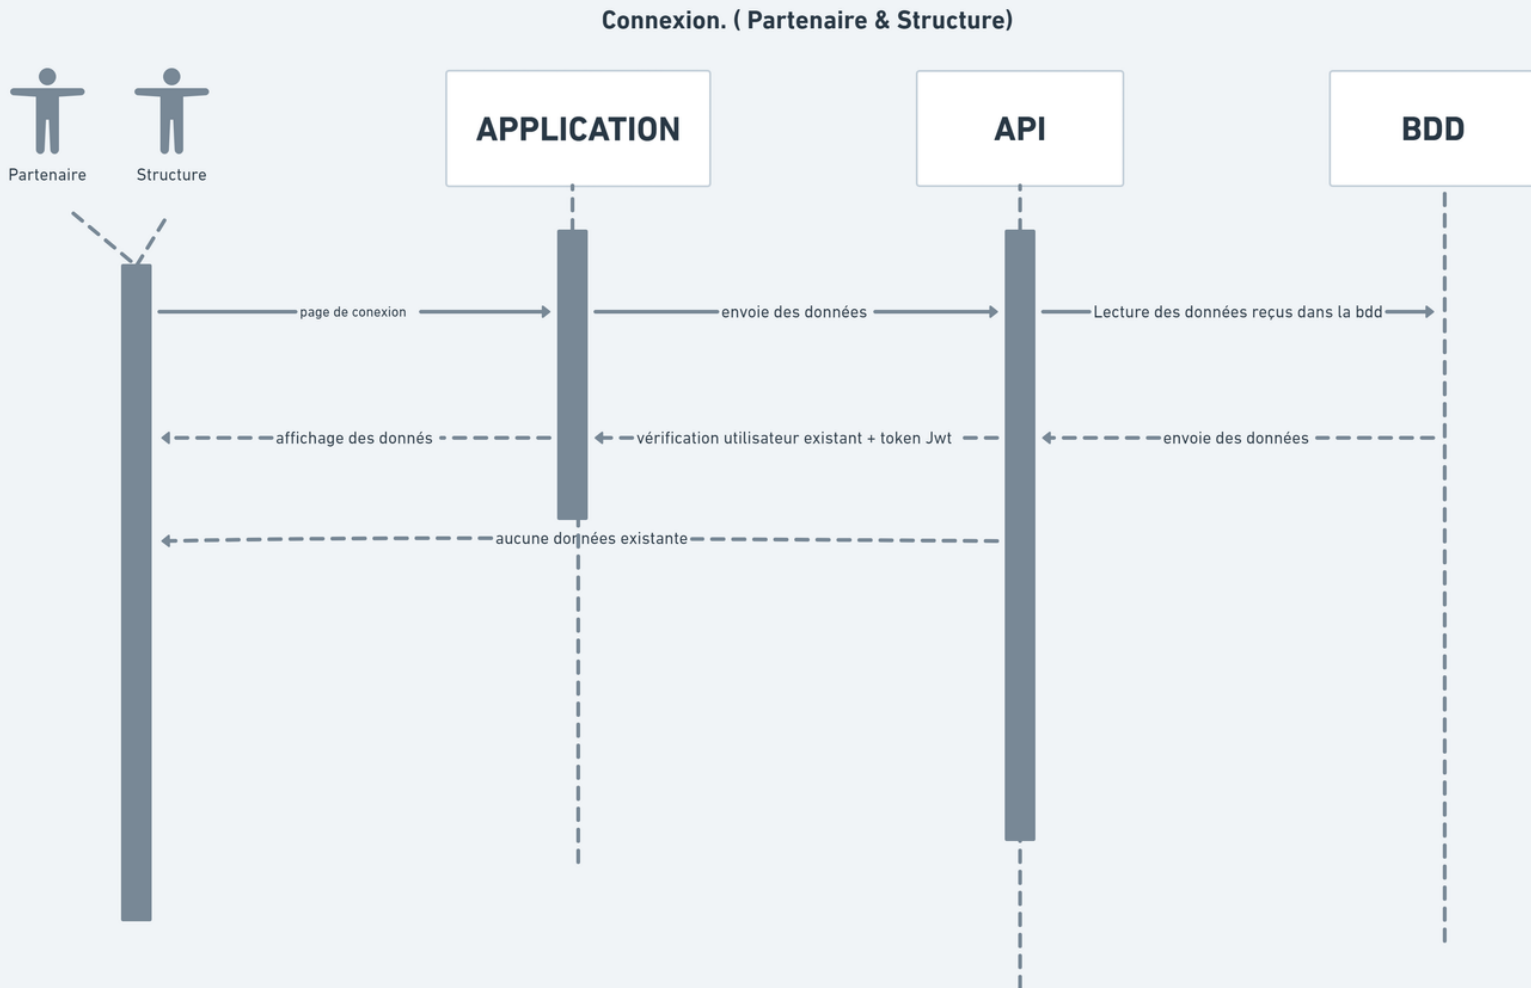 Connexion. ( Partenaire & Structure)
APPLICATION
API
BDD
Partenaire
Structure
page de conexion
envoie des données
Lecture des données reçus dans la bdd
affichage des donnés
vérification utilisateur existant + token Jwt
envoie des données
aucune données existante